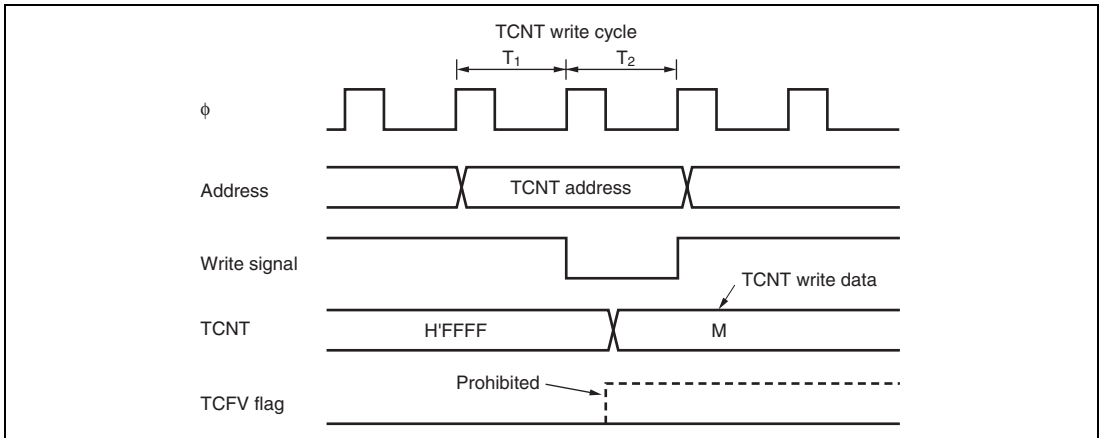 TCNT write cycle
T1 T2
ϕ
Address TCNT address
Write signal
TCNT write data
TCNT H'FFFF M
Prohibited
TCFV flag